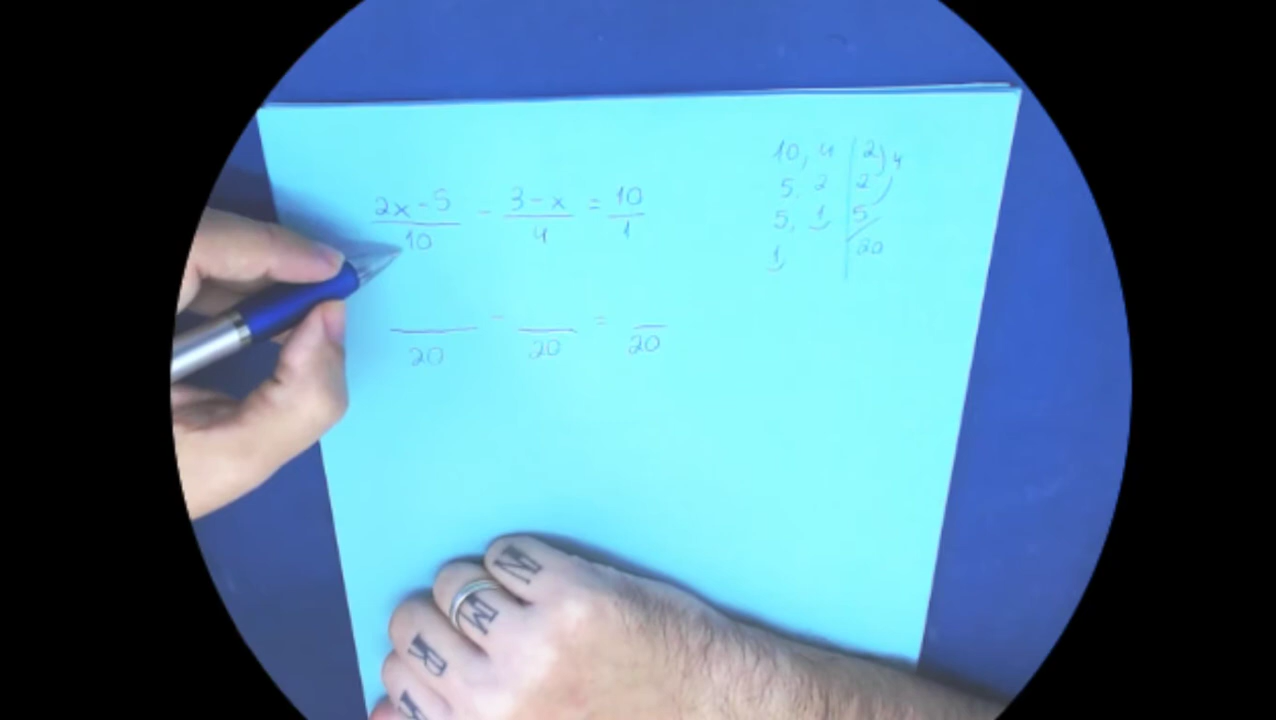 2x-5 / 10 - 3-x / 4 = 10 / 1
/ 20 - / 20 = / 20
10, 4 | 2 ) 4
5, 2 | 2
5, 1 | 5
1 | 20
N
M
R